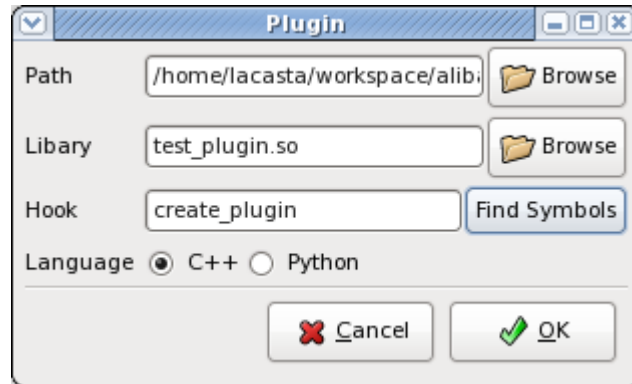 Plugin
Path /home/lacasta/workspace/aliba Browse
Libary test_plugin.so Browse
Hook create_plugin Find Symbols
Language C++ Python
Cancel OK